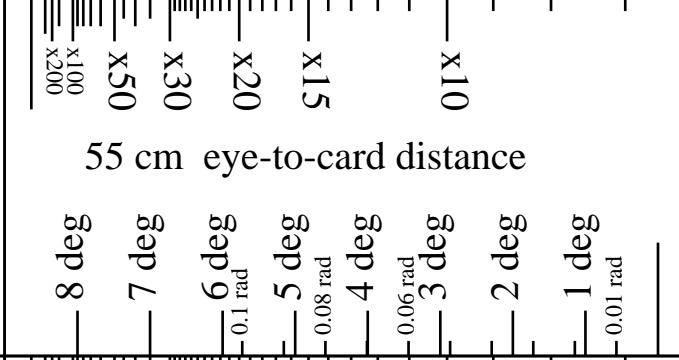 x200
x100
x50
x30
x20
x15
x10
55 cm eye-to-card distance
8 deg
7 deg
6 deg
0.1 rad
5 deg
0.08 rad
4 deg
0.06 rad
3 deg
2 deg
1 deg
0.01 rad